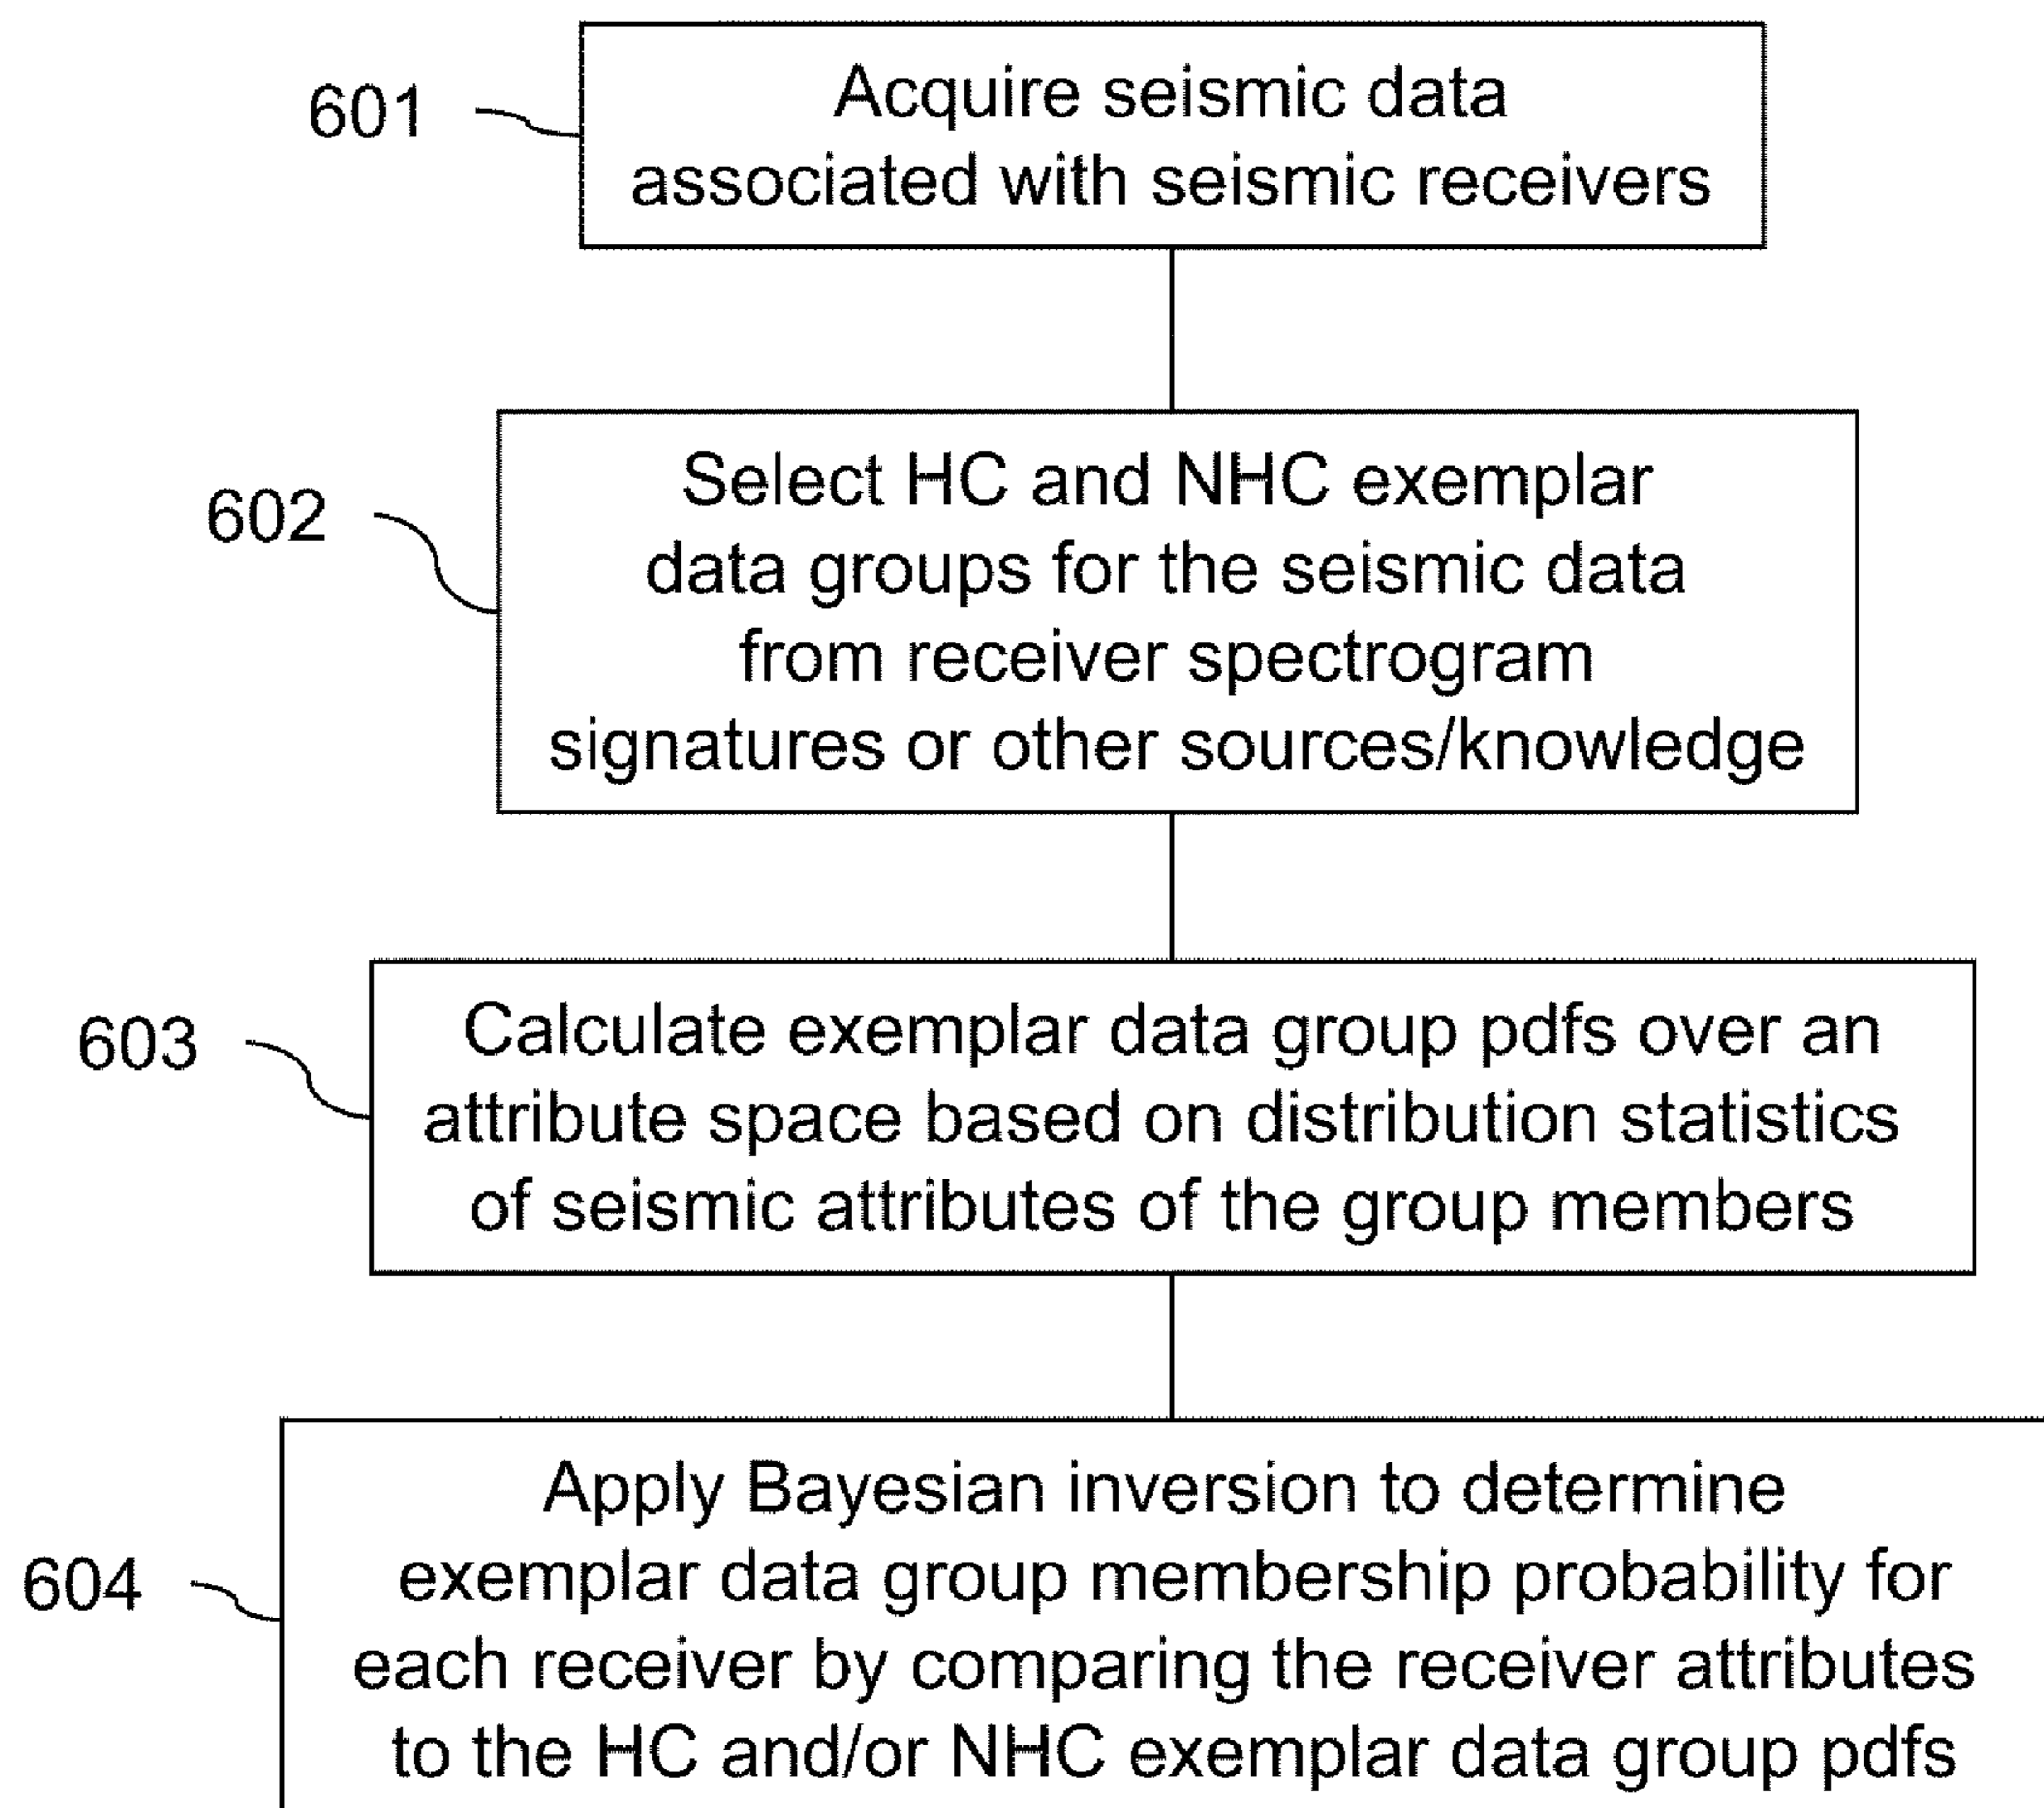 601
Acquire seismic data
associated with seismic receivers
602
Select HC and NHC exemplar
data groups for the seismic data
from receiver spectrogram
signatures or other sources/knowledge
603
Calculate exemplar data group pdfs over an
attribute space based on distribution statistics
of seismic attributes of the group members
604
Apply Bayesian inversion to determine
exemplar data group membership probability for
each receiver by comparing the receiver attributes
to the HC and/or NHC exemplar data group pdfs